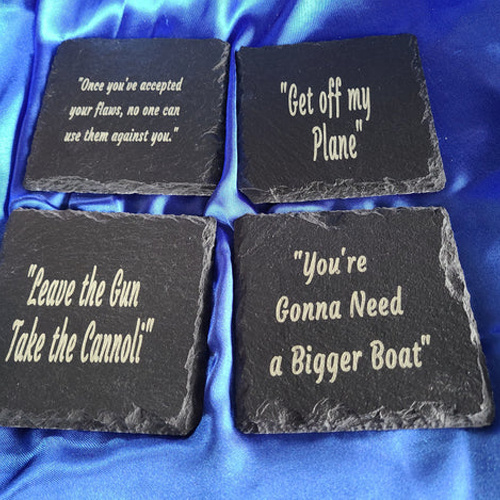 "Once you've accepted
your flaws, no one can
use them against you."
"Get off my
Plane"
"Leave the Gun
Take the Cannoli"
"You're
Gonna Need
a Bigger Boat"